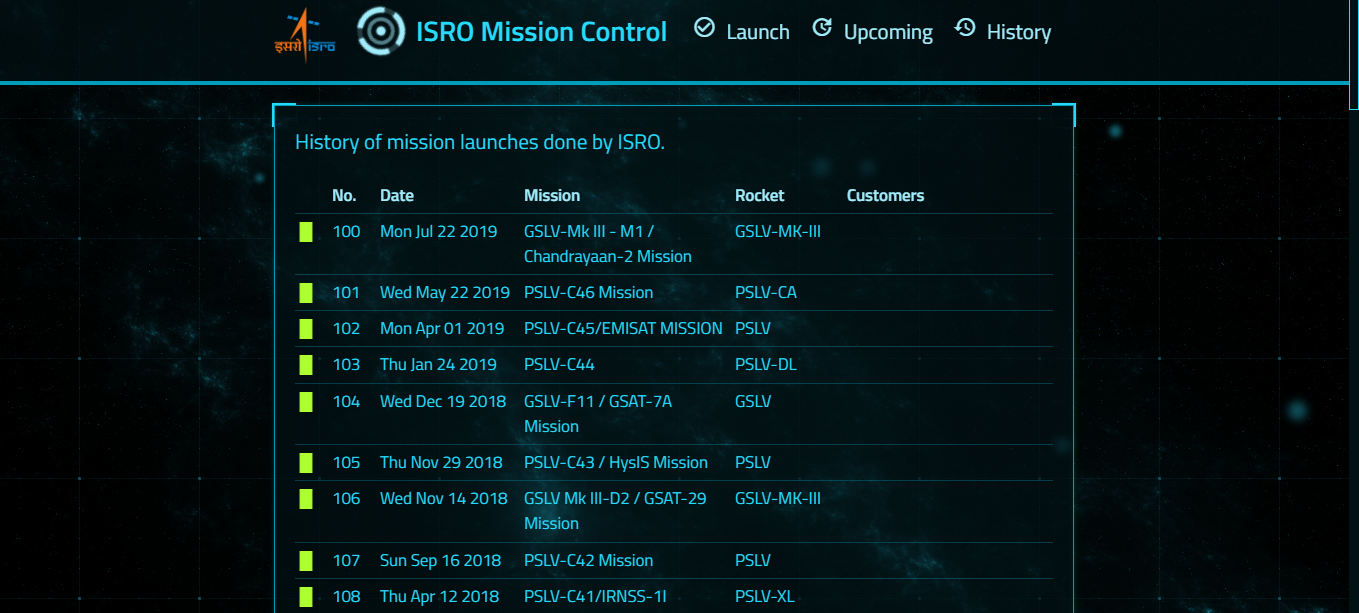 इसरो isro
ISRO Mission Control
Launch
Upcoming
History
History of mission launches done by ISRO.
No. Date Mission Rocket Customers
100 Mon Jul 22 2019 GSLV-Mk III - M1 / GSLV-MK-III
Chandrayaan-2 Mission
101 Wed May 22 2019 PSLV-C46 Mission PSLV-CA
102 Mon Apr 01 2019 PSLV-C45/EMISAT MISSION PSLV
103 Thu Jan 24 2019 PSLV-C44 PSLV-DL
104 Wed Dec 19 2018 GSLV-F11 / GSAT-7A GSLV
Mission
105 Thu Nov 29 2018 PSLV-C43 / HysIS Mission PSLV
106 Wed Nov 14 2018 GSLV Mk III-D2 / GSAT-29 GSLV-MK-III
Mission
107 Sun Sep 16 2018 PSLV-C42 Mission PSLV
108 Thu Apr 12 2018 PSLV-C41/IRNSS-1I PSLV-XL